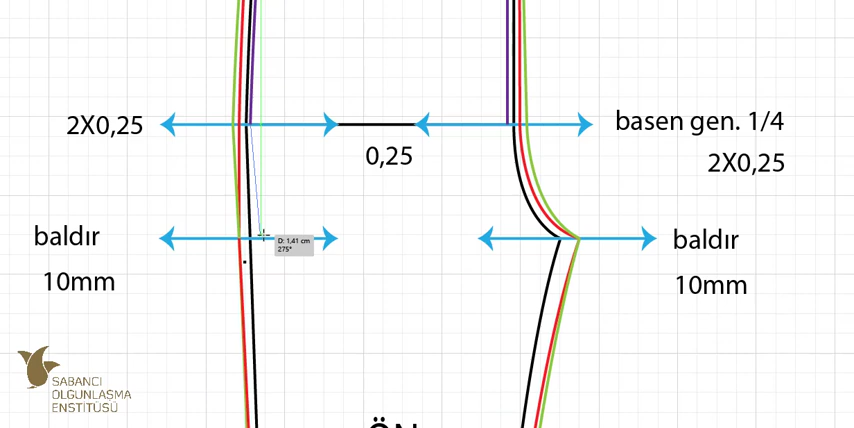 2X0,25
basen gen. 1/4
0,25
2X0,25
baldır
baldır
D: 1,41 cm
275°
10mm
10mm
SABANCI
OLGUNLAŞMA
ENSTİTÜSÜ
ÖN